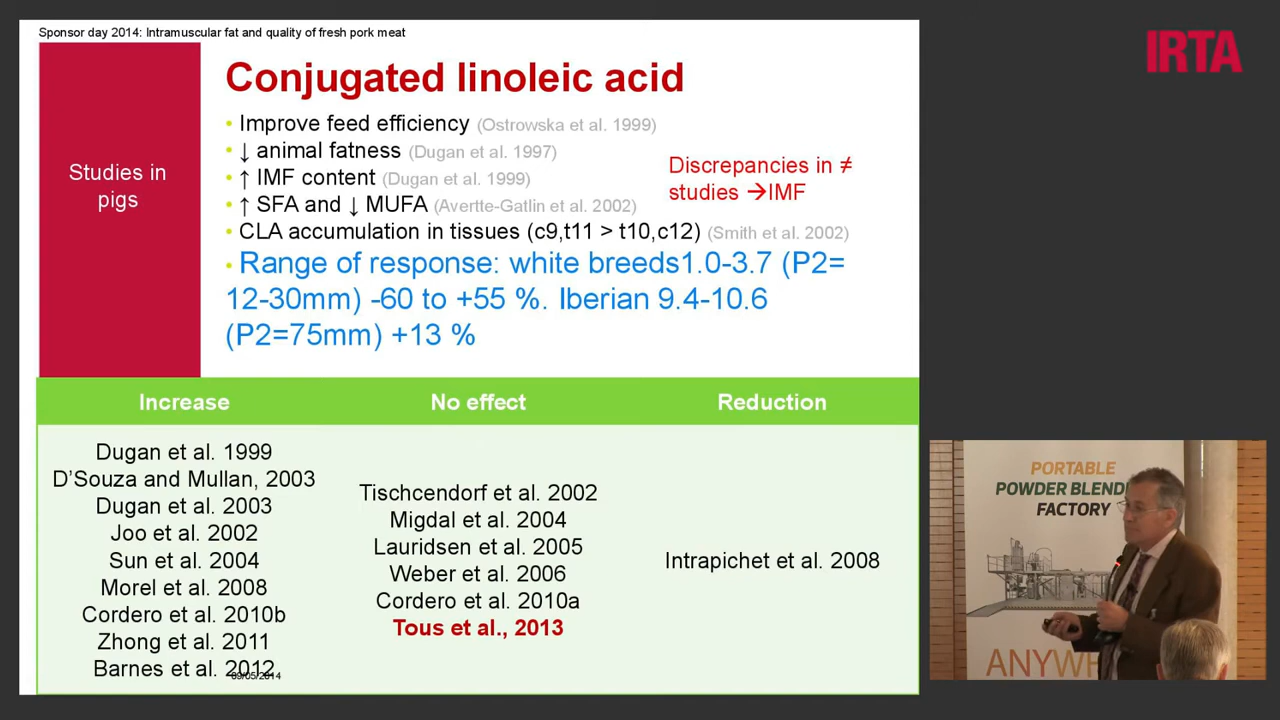 Sponsor day 2014: Intramuscular fat and quality of fresh pork meat
IRTA
Studies in
pigs
Conjugated linoleic acid
• Improve feed efficiency (Ostrowska et al. 1999)
• ↓ animal fatness (Dugan et al. 1997)
• ↑ IMF content (Dugan et al. 1999)
• ↑ SFA and ↓ MUFA (Avertte-Gatlin et al. 2002)
• CLA accumulation in tissues (c9,t11 > t10,c12) (Smith et al. 2002)
Discrepancies in ≠
studies →IMF
• Range of response: white breeds1.0-3.7 (P2=
12-30mm) -60 to +55 %. Iberian 9.4-10.6
(P2=75mm) +13 %
Increase
Dugan et al. 1999
D'Souza and Mullan, 2003
Dugan et al. 2003
Joo et al. 2002
Sun et al. 2004
Morel et al. 2008
Cordero et al. 2010b
Zhong et al. 2011
Barnes et al. 2012
09/05/2014
No effect
Tischcendorf et al. 2002
Migdal et al. 2004
Lauridsen et al. 2005
Weber et al. 2006
Cordero et al. 2010a
Tous et al., 2013
Reduction
Intrapichet et al. 2008
PORTABLE
POWDER BLEND
FACTORY
ANYW